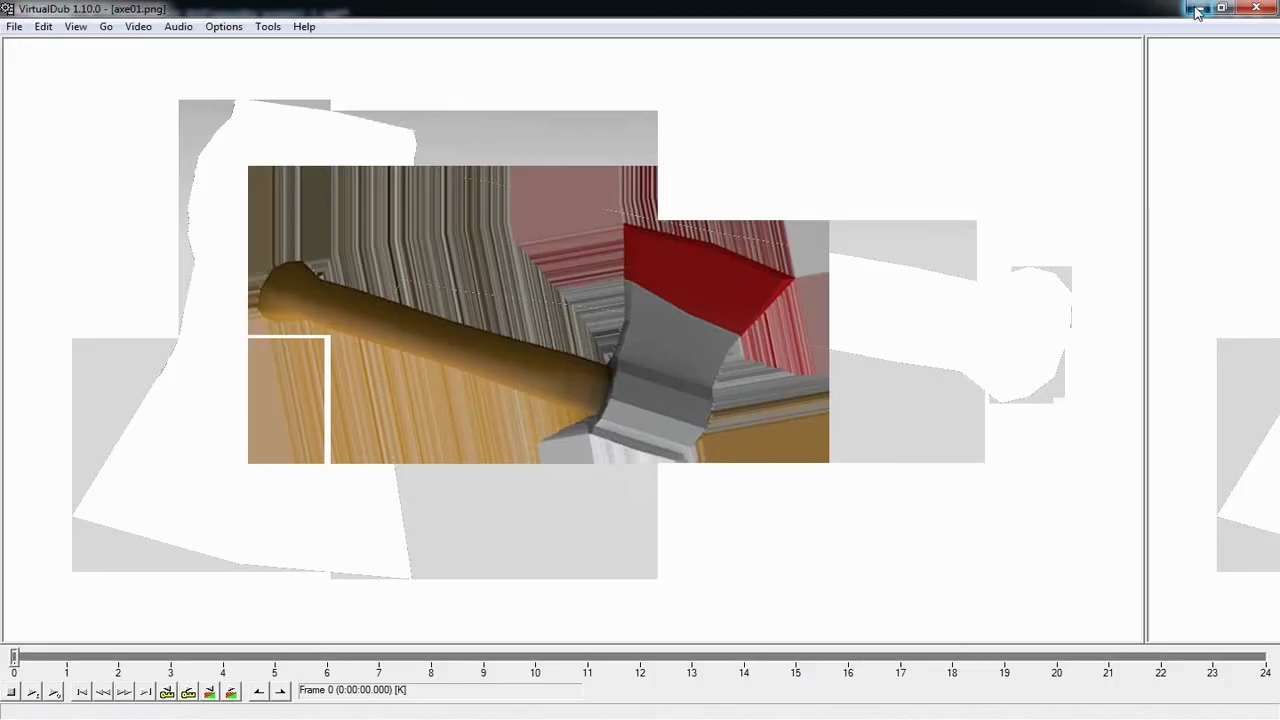 VirtualDub 1.10.0 - [axe01.png]
File Edit View Go Video Audio Options Tools Help
0 1 2 3 4 5 6 7 8 9 10 11 12 13 14 15 16 17 18 19 20 21 22 23 24
Frame 0 (0:00:00.000) [K]